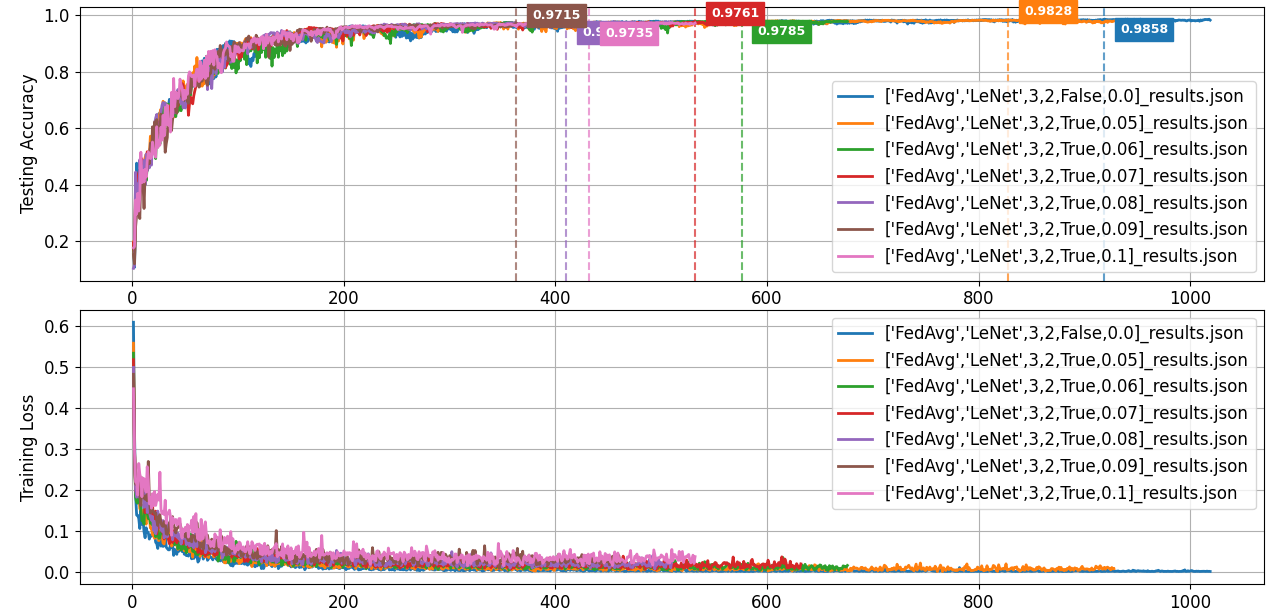 1.0
0.8
0.6
0.4
0.2
Testing Accuracy
0.9715
0.9735
0.9761
0.9785
0.9828
0.9858
['FedAvg','LeNet',3,2,False,0.0]_results.json
['FedAvg','LeNet',3,2,True,0.05]_results.json
['FedAvg','LeNet',3,2,True,0.06]_results.json
['FedAvg','LeNet',3,2,True,0.07]_results.json
['FedAvg','LeNet',3,2,True,0.08]_results.json
['FedAvg','LeNet',3,2,True,0.09]_results.json
['FedAvg','LeNet',3,2,True,0.1]_results.json
0 200 400 600 800 1000
0.6
0.5
0.4
0.3
0.2
0.1
0.0
Training Loss
['FedAvg','LeNet',3,2,False,0.0]_results.json
['FedAvg','LeNet',3,2,True,0.05]_results.json
['FedAvg','LeNet',3,2,True,0.06]_results.json
['FedAvg','LeNet',3,2,True,0.07]_results.json
['FedAvg','LeNet',3,2,True,0.08]_results.json
['FedAvg','LeNet',3,2,True,0.09]_results.json
['FedAvg','LeNet',3,2,True,0.1]_results.json
0 200 400 600 800 1000